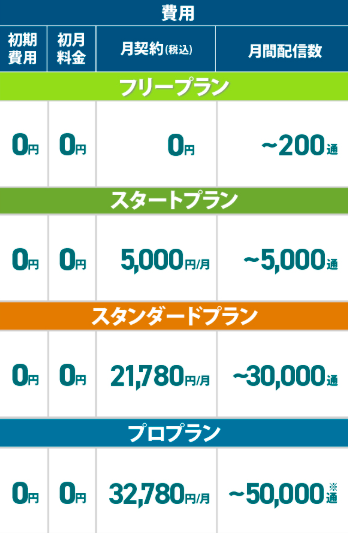 費用
初期費用 初月料金 月契約(税込) 月間配信数
フリープラン
0円 0円 0円 ~200通
スタートプラン
0円 0円 5,000円/月 ~5,000通
スタンダードプラン
0円 0円 21,780円/月 ~30,000通
プロプラン
0円 0円 32,780円/月 ~50,000通※